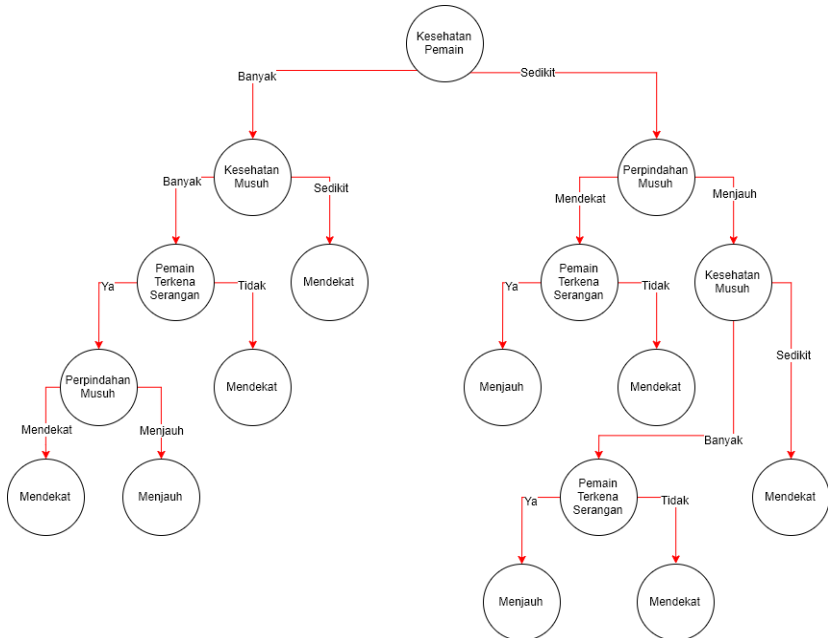 Kesehatan
Pemain
Banyak
Sedikit
Kesehatan
Musuh
Perpindahan
Musuh
Banyak
Sedikit
Mendekat
Menjauh
Pemain
Terkena
Serangan
Mendekat
Pemain
Terkena
Serangan
Kesehatan
Musuh
Ya
Tidak
Ya
Tidak
Sedikit
Perpindahan
Musuh
Mendekat
Menjauh
Mendekat
Mendekat
Menjauh
Banyak
Mendekat
Menjauh
Pemain
Terkena
Serangan
Mendekat
Ya
Tidak
Menjauh
Mendekat